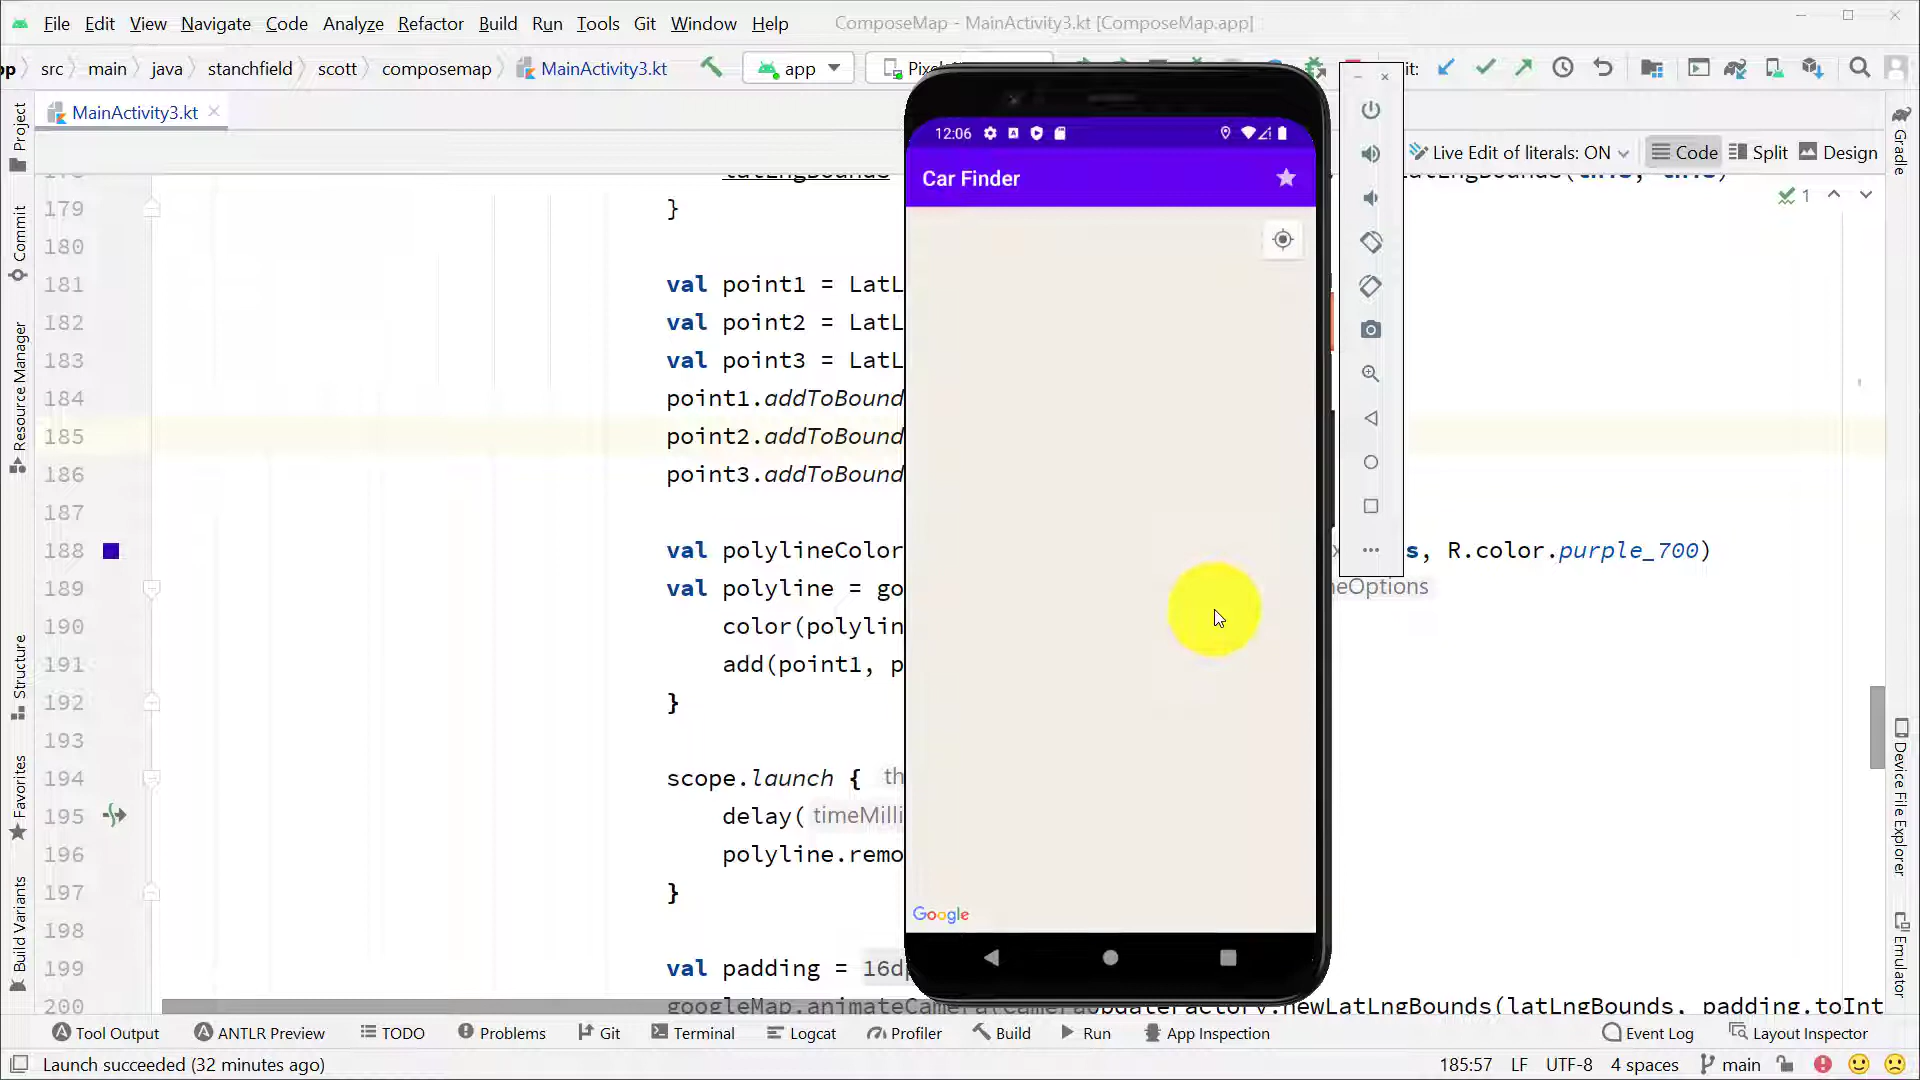 File Edit View Navigate Code Analyze Refactor Build Run Tools Git Window Help ComposeMap - MainActivity3.kt [ComposeMap.app]
src main java stanchfield scott composemap MainActivity3.kt app
MainActivity3.kt
Live Edit of literals: ON Code Split Design
12:06
Car Finder
1
179 }
180
181 val point1 = LatL
182 val point2 = LatL
183 val point3 = LatL
184 point1.addToBound
185 point2.addToBound
186 point3.addToBound
187
188 val polylineColor s, R.color.purple_700)
189 val polyline = go neOptions
190 color(polylin
191 add(point1, p
192 }
193
194 scope.launch { th
195 delay( timeMilli
196 polyline.remo
197 }
198
199 val padding = 16dp
200 googleMap.animateCamera(CameraUpdateFactory.newLatLngBounds(latLngBounds, padding.toInt
Google
Project
Commit
Resource Manager
Structure
Favorites
Build Variants
Gradle
Device File Explorer
Emulator
Tool Output ANTLR Preview TODO Problems Git Terminal Logcat Profiler Build Run App Inspection Event Log Layout Inspector
Launch succeeded (32 minutes ago) 185:57 LF UTF-8 4 spaces main